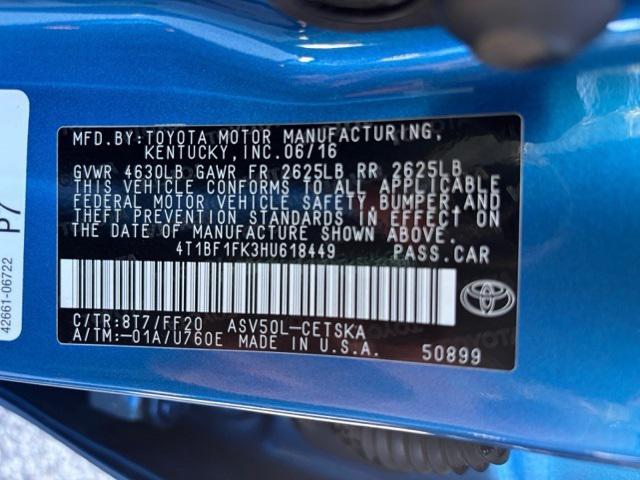 MFD.BY:TOYOTA MOTOR MANUFACTURING,
KENTUCKY,INC.06/16
GVWR 4630LB GAWR FR 2625LB RR 2625LB
THIS VEHICLE CONFORMS TO ALL APPLICABLE
FEDERAL MOTOR VEHICLE SAFETY,BUMPER,AND
THEFT PREVENTION STANDARDS IN EFFECT ON
THE DATE OF MANUFACTURE SHOWN ABOVE.
4T1BF1FK3HU618449 PASS.CAR
C/TR:8T7/FF20 ASV50L-CETSKA
A/TM:-01A/U760E MADE IN U.S.A. 50899
P7
42661-06722